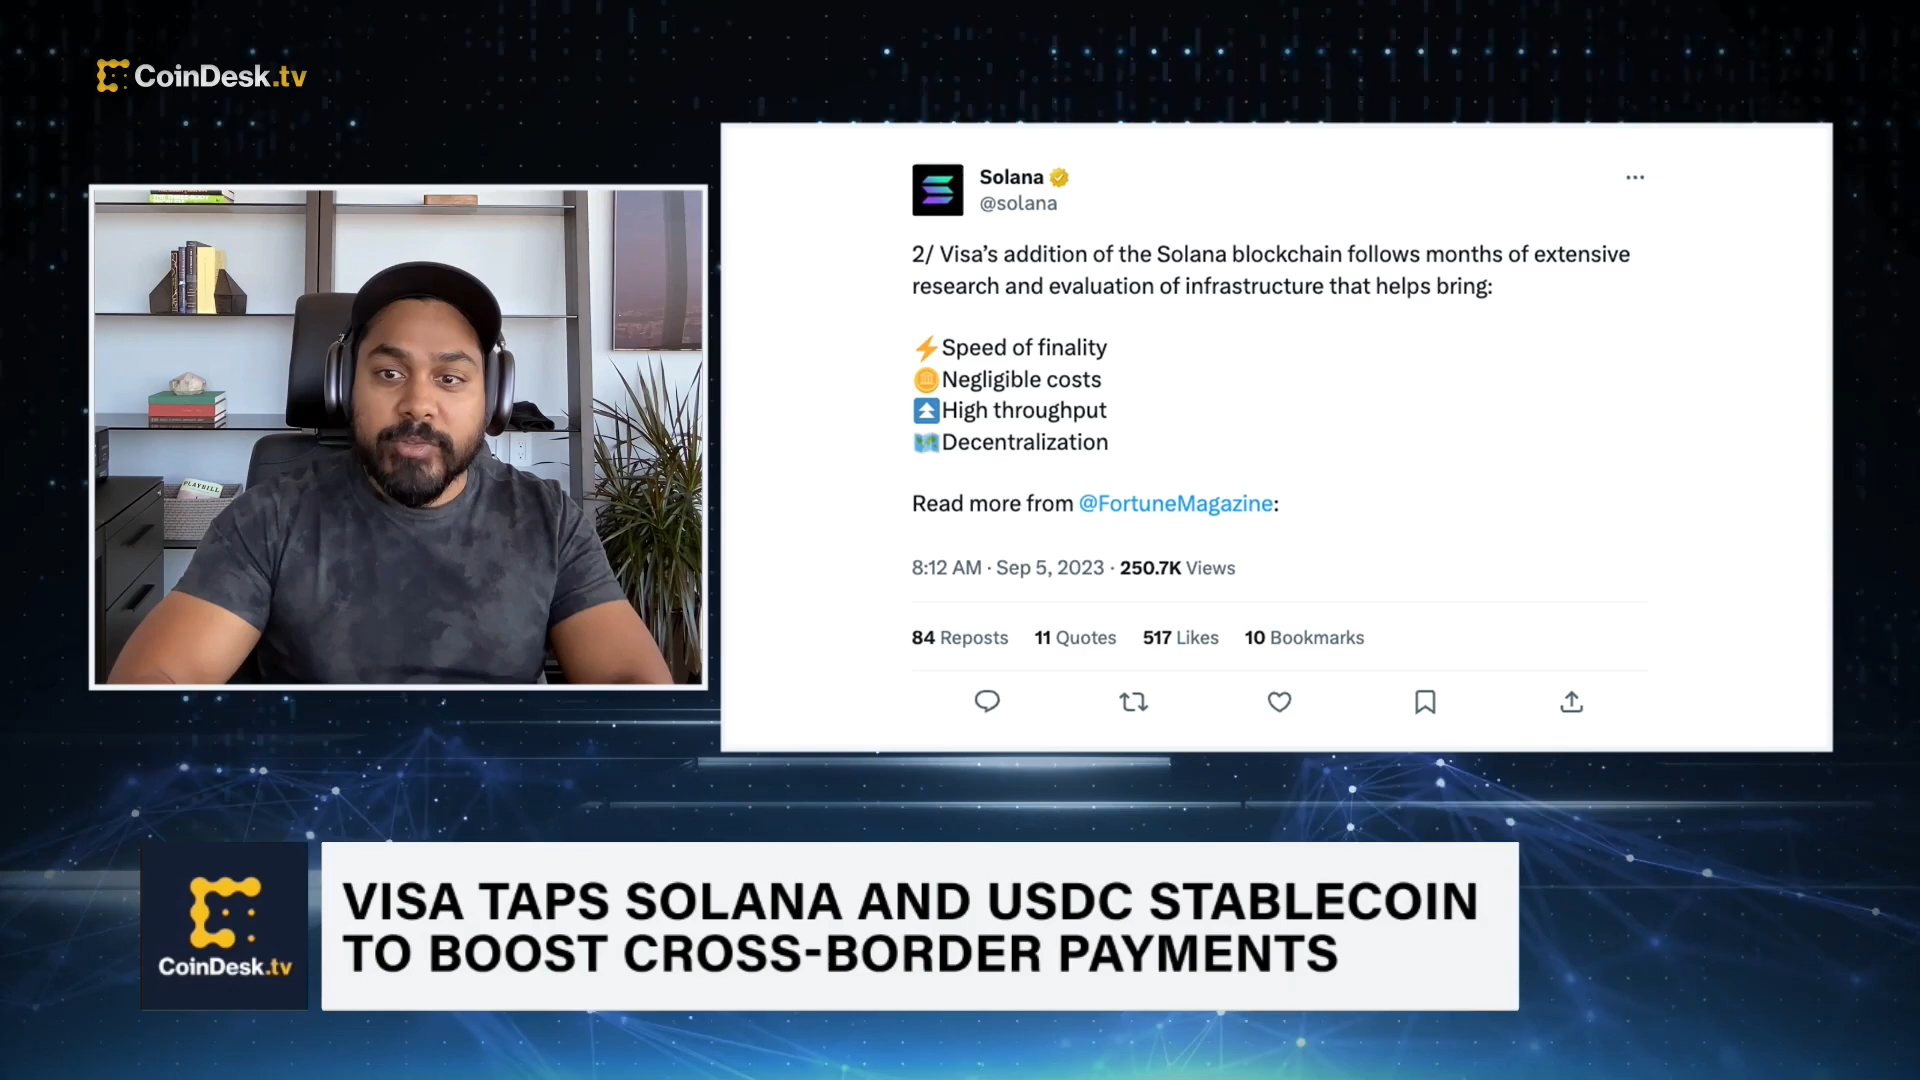 CoinDesk.tv
PLAYBILL
Solana
@solana
2/ Visa’s addition of the Solana blockchain follows months of extensive
research and evaluation of infrastructure that helps bring:
⚡Speed of finality
🪙Negligible costs
⏫High throughput
🗺️Decentralization
Read more from @FortuneMagazine:
8:12 AM · Sep 5, 2023 · 250.7K Views
84 Reposts 11 Quotes 517 Likes 10 Bookmarks
CoinDesk.tv
VISA TAPS SOLANA AND USDC STABLECOIN
TO BOOST CROSS-BORDER PAYMENTS